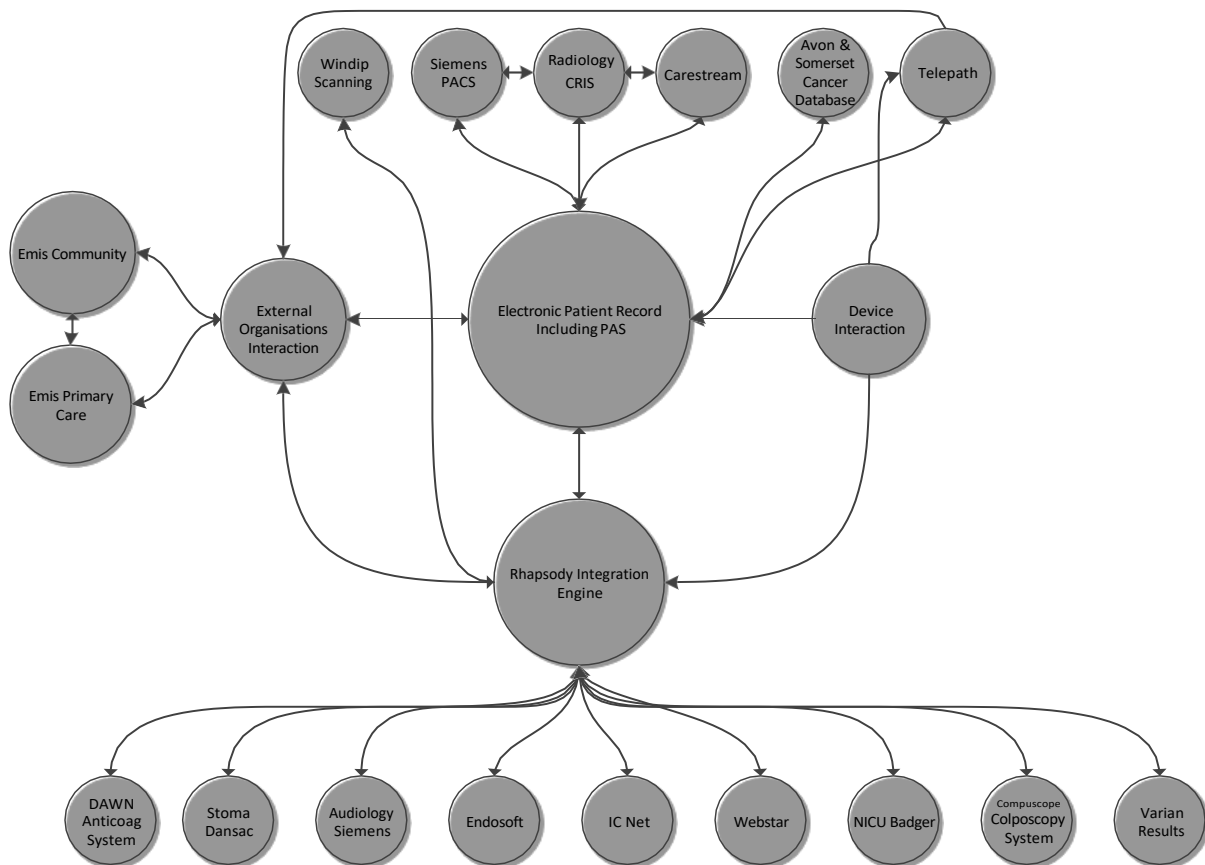 Windip
Scanning
Siemens
PACS
Radiology
CRIS
Carestream
Avon &
Somerset
Cancer
Database
Telepath
Emis Community
Emis Primary
Care
External
Organisations
Interaction
Electronic Patient Record
Including PAS
Device
Interaction
Rhapsody Integration
Engine
DAWN
Anticoag
System
Stoma
Dansac
Audiology
Siemens
Endosoft
IC Net
Webstar
NICU Badger
Compuscope
Colposcopy
System
Varian
Results